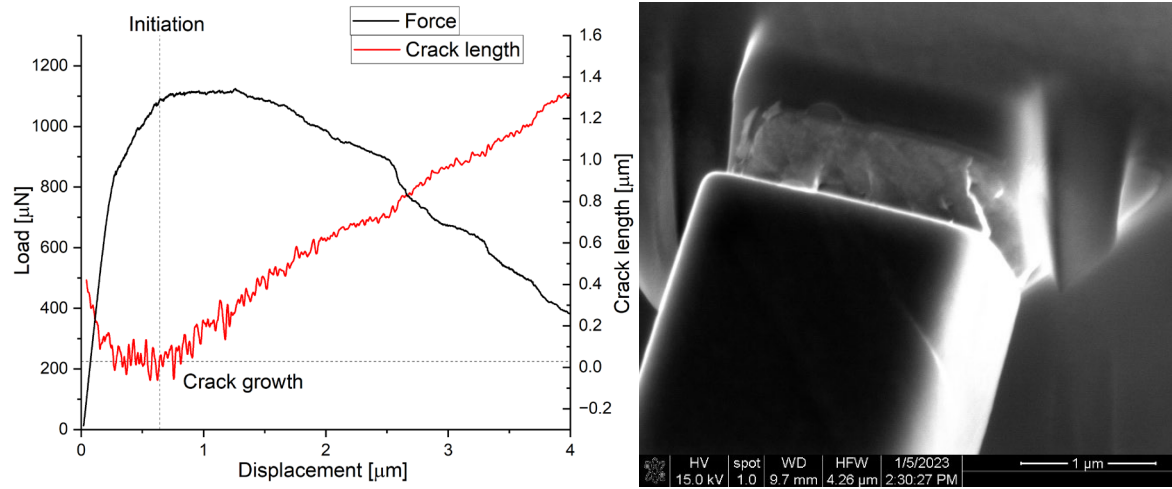 Initiation
Force
Crack length
1200
1000
800
600
400
200
0
Load [µN]
1.6
1.4
1.2
1.0
0.8
0.6
0.4
0.2
0.0
−0.2
Crack length [µm]
Crack growth
0 1 2 3 4
Displacement [µm]
HV spot WD HFW 1/5/2023 1 µm
15.0 kV 1.0 9.7 mm 4.26 µm 2:30:27 PM